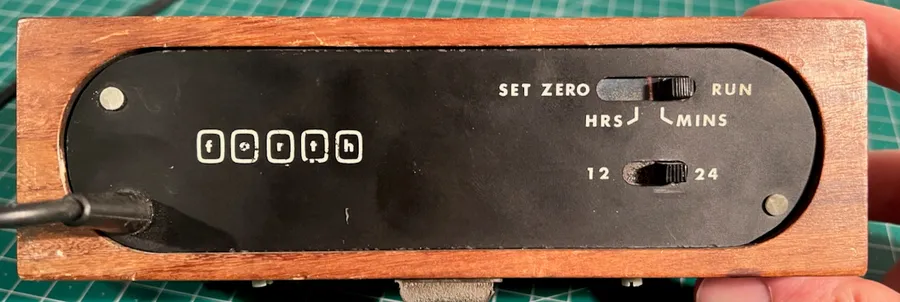 SET ZERO RUN
HRS MINS
forth
12 24